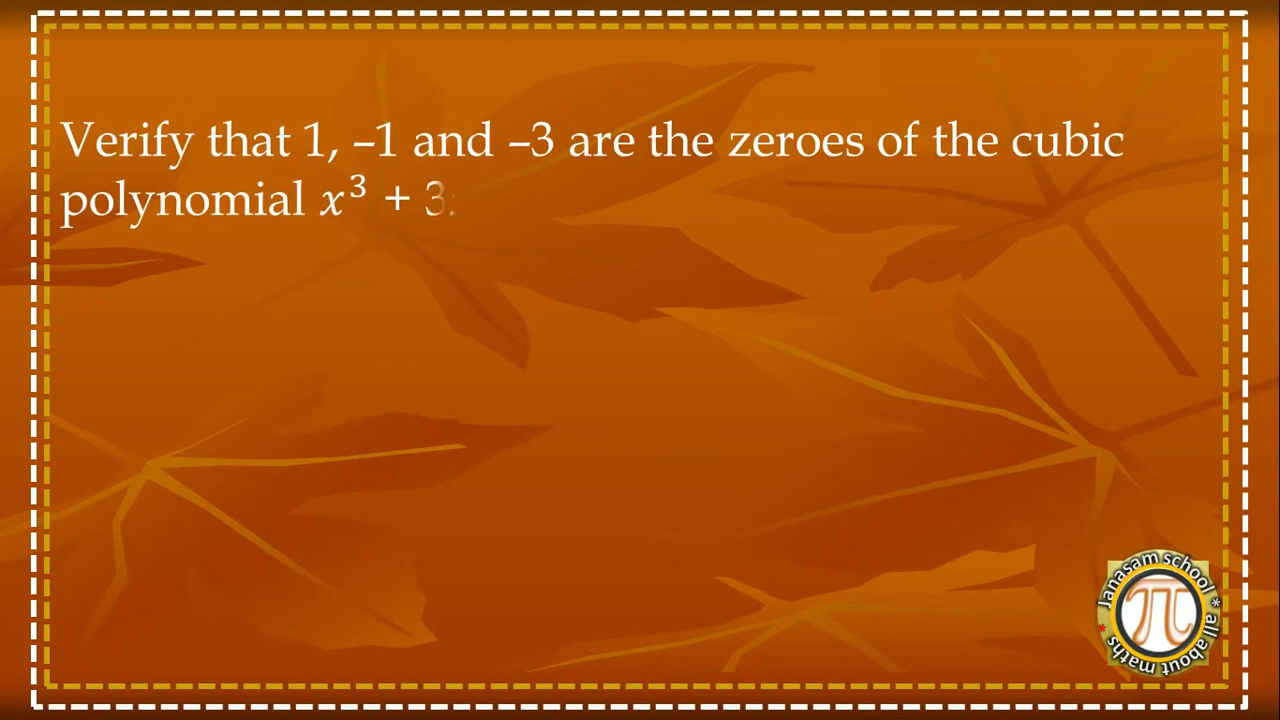 Verify that 1, –1 and –3 are the zeroes of the cubic
polynomial x³ + 3
Janasam school * all about maths *
π